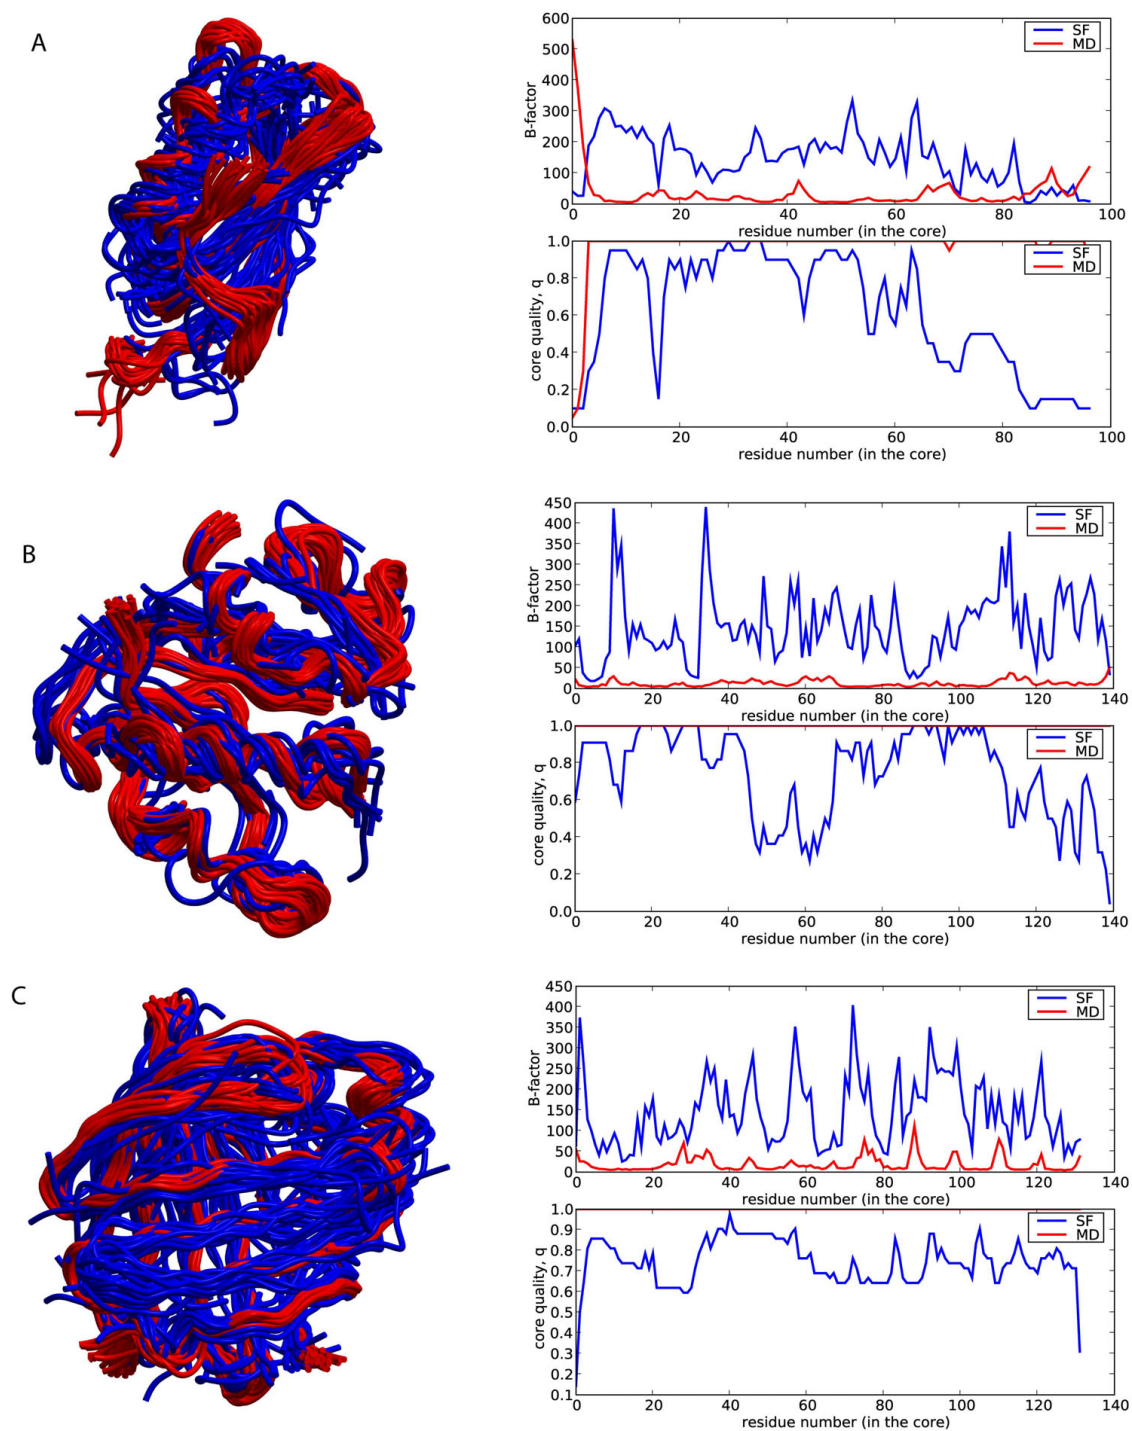 A
600
500
400
300
200
100
0
B-factor
SF
MD
0 20 40 60 80 100
residue number (in the core)
1.0
0.8
0.6
0.4
0.2
0.0
core quality, q
SF
MD
0 20 40 60 80 100
residue number (in the core)
B
450
400
350
300
250
200
150
100
50
0
B-factor
SF
MD
0 20 40 60 80 100 120 140
residue number (in the core)
1.0
0.8
0.6
0.4
0.2
0.0
core quality, q
SF
MD
0 20 40 60 80 100 120 140
residue number (in the core)
C
450
400
350
300
250
200
150
100
50
0
B-factor
SF
MD
0 20 40 60 80 100 120 140
residue number (in the core)
1.0
0.9
0.8
0.7
0.6
0.5
0.4
0.3
0.2
0.1
core quality, q
SF
MD
0 20 40 60 80 100 120 140
residue number (in the core)